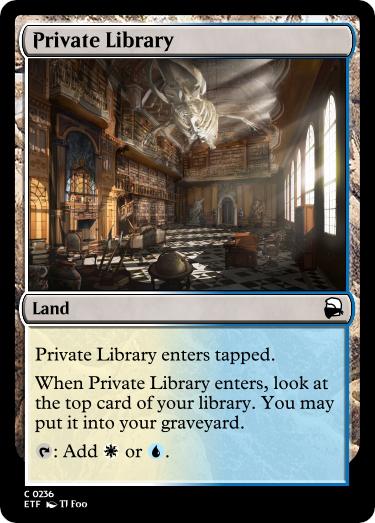 Private Library
Land
Private Library enters tapped.
When Private Library enters, look at
the top card of your library. You may
put it into your graveyard.
: Add or .
C 0236
ETF TJ Foo